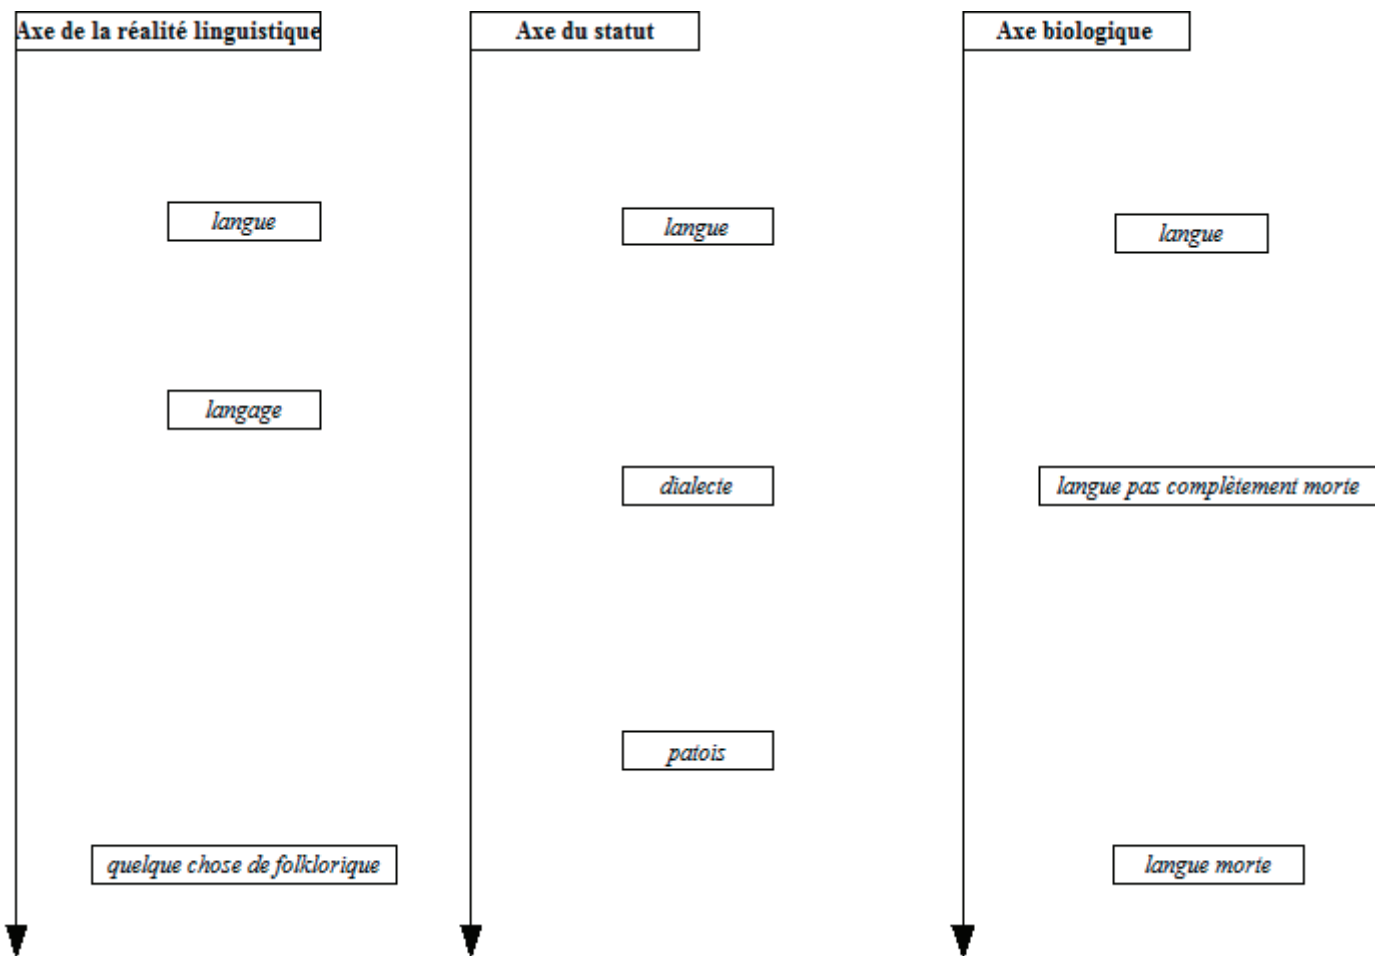 Axe de la réalité linguistique
Axe du statut
Axe biologique
langue
langue
langue
langage
dialecte
langue pas complètement morte
patois
quelque chose de folklorique
langue morte